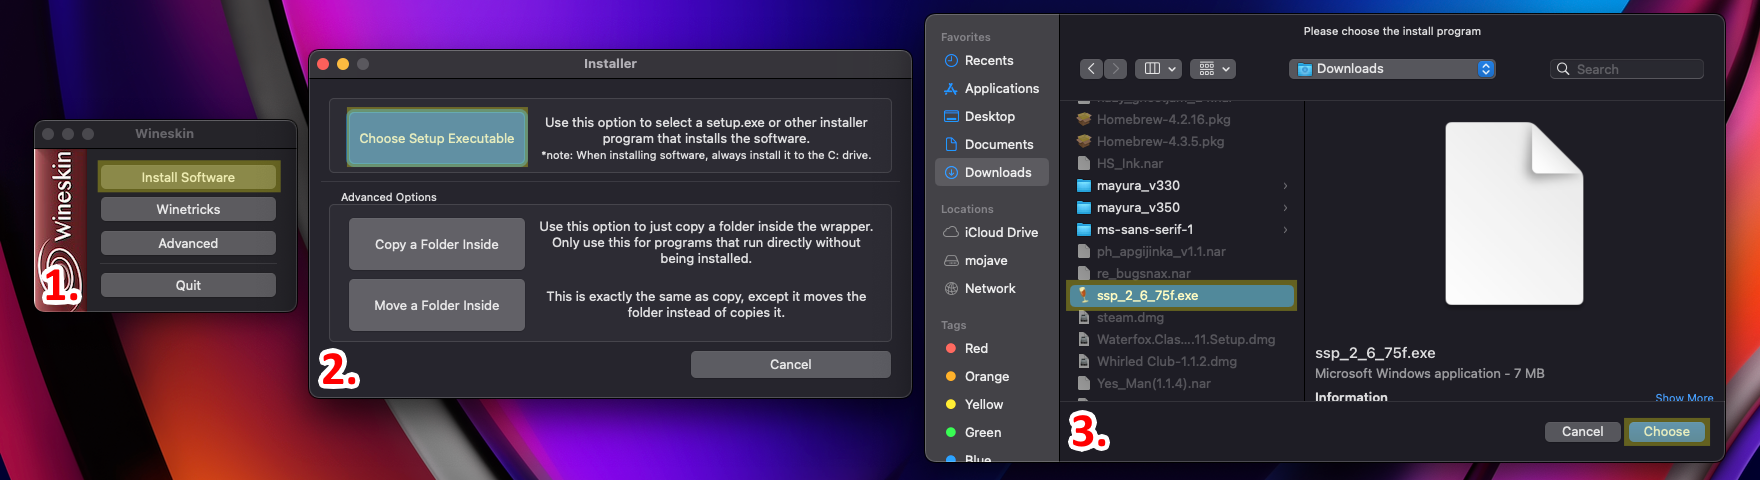 Wineskin
Wineskin
Install Software
Winetricks
Advanced
Quit
1.
Installer
Choose Setup Executable
Use this option to select a setup.exe or other installer
program that installs the software.
*note: When installing software, always install it to the C: drive.
Advanced Options
Copy a Folder Inside
Use this option to just copy a folder inside the wrapper.
Only use this for programs that run directly without
being installed.
Move a Folder Inside
This is exactly the same as copy, except it moves the
folder instead of copies it.
Cancel
2.
Please choose the install program
Favorites
Recents
Applications
Desktop
Documents
Downloads
Locations
iCloud Drive
mojave
Network
Tags
Red
Orange
Yellow
Green
Blue
Downloads
Search
Homebrew-4.2.16.pkg
Homebrew-4.3.5.pkg
HS_Ink.nar
mayura_v330
mayura_v350
ms-sans-serif-1
ph_apgijinka_v1.1.nar
re_bugsnax.nar
ssp_2_6_75f.exe
steam.dmg
Waterfox.Clas....11.Setup.dmg
Whirled Club-1.1.2.dmg
Yes_Man(1.1.4).nar
ssp_2_6_75f.exe
Microsoft Windows application - 7 MB
Information
Show More
3.
Cancel
Choose